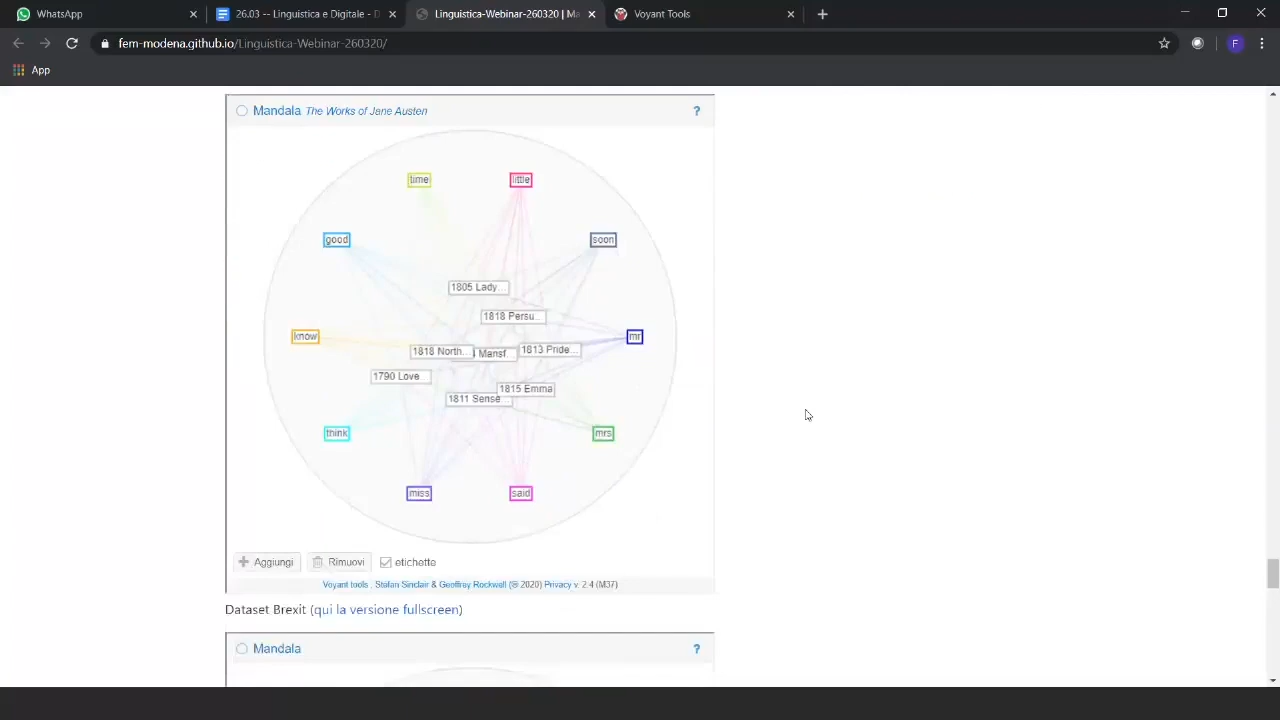 WhatsApp
26.03 -- Linguistica e Digitale - D
Linguistica-Webinar-260320 | Ma
Voyant Tools
fem-modena.github.io/Linguistica-Webinar-260320/
F
App
Mandala The Works of Jane Austen
?
time
little
good
soon
1805 Lady...
1818 Persu...
know
mr
1818 North...
Mansf...
1813 Pride...
1790 Love...
1815 Emma
1811 Sense...
think
mrs
miss
said
Aggiungi
Rimuovi
etichette
Voyant tools , Stéfan Sinclair & Geoffrey Rockwell (© 2020) Privacy v. 2.4 (M37)
Dataset Brexit (qui la versione fullscreen)
Mandala
?